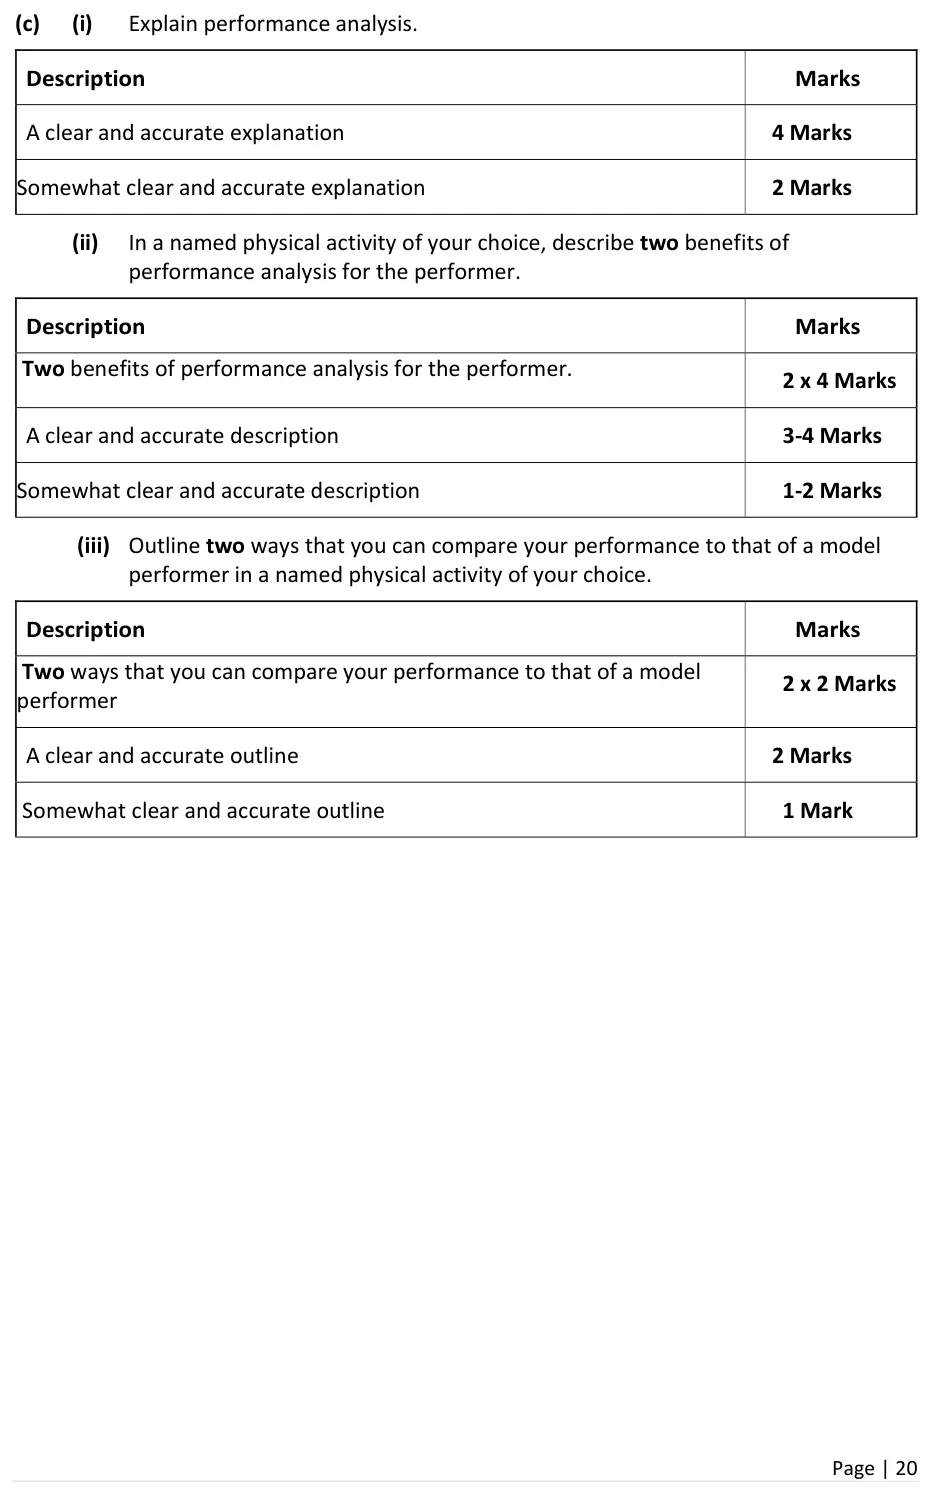 (c) (i) Explain performance analysis.
Description Marks
A clear and accurate explanation 4 Marks
Somewhat clear and accurate explanation 2 Marks
(ii) In a named physical activity of your choice, describe two benefits of
performance analysis for the performer.
Description Marks
Two benefits of performance analysis for the performer. 2 x 4 Marks
A clear and accurate description 3-4 Marks
Somewhat clear and accurate description 1-2 Marks
(iii) Outline two ways that you can compare your performance to that of a model
performer in a named physical activity of your choice.
Description Marks
Two ways that you can compare your performance to that of a model
performer 2 x 2 Marks
A clear and accurate outline 2 Marks
Somewhat clear and accurate outline 1 Mark
Page | 20